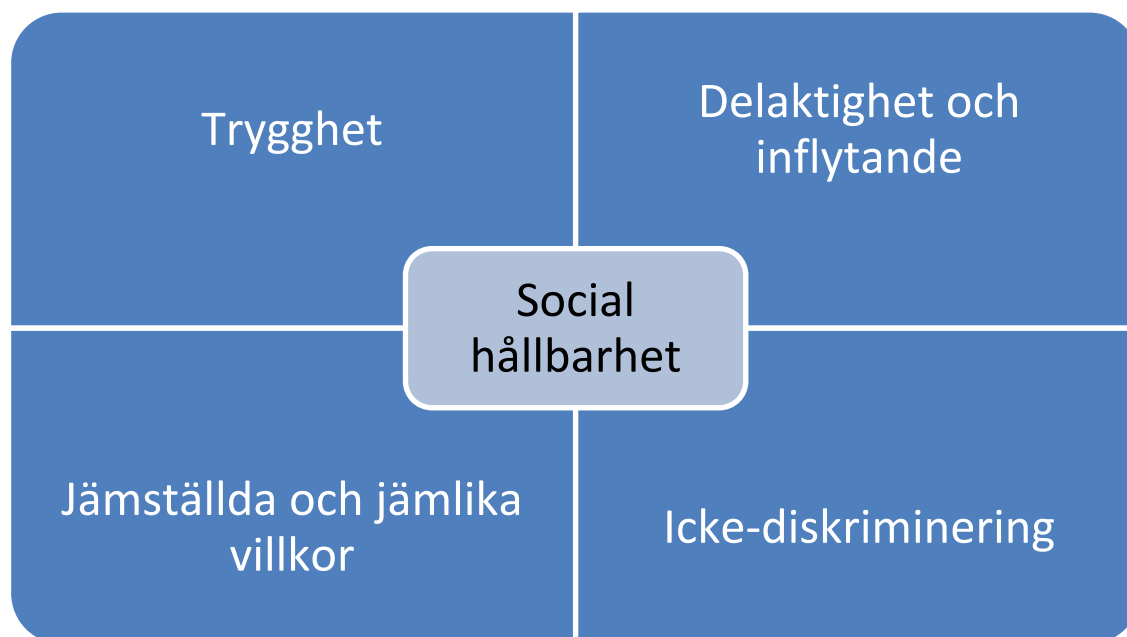 Trygghet
Delaktighet och
inflytande
Social
hållbarhet
Jämställda och jämlika
villkor
Icke-diskriminering